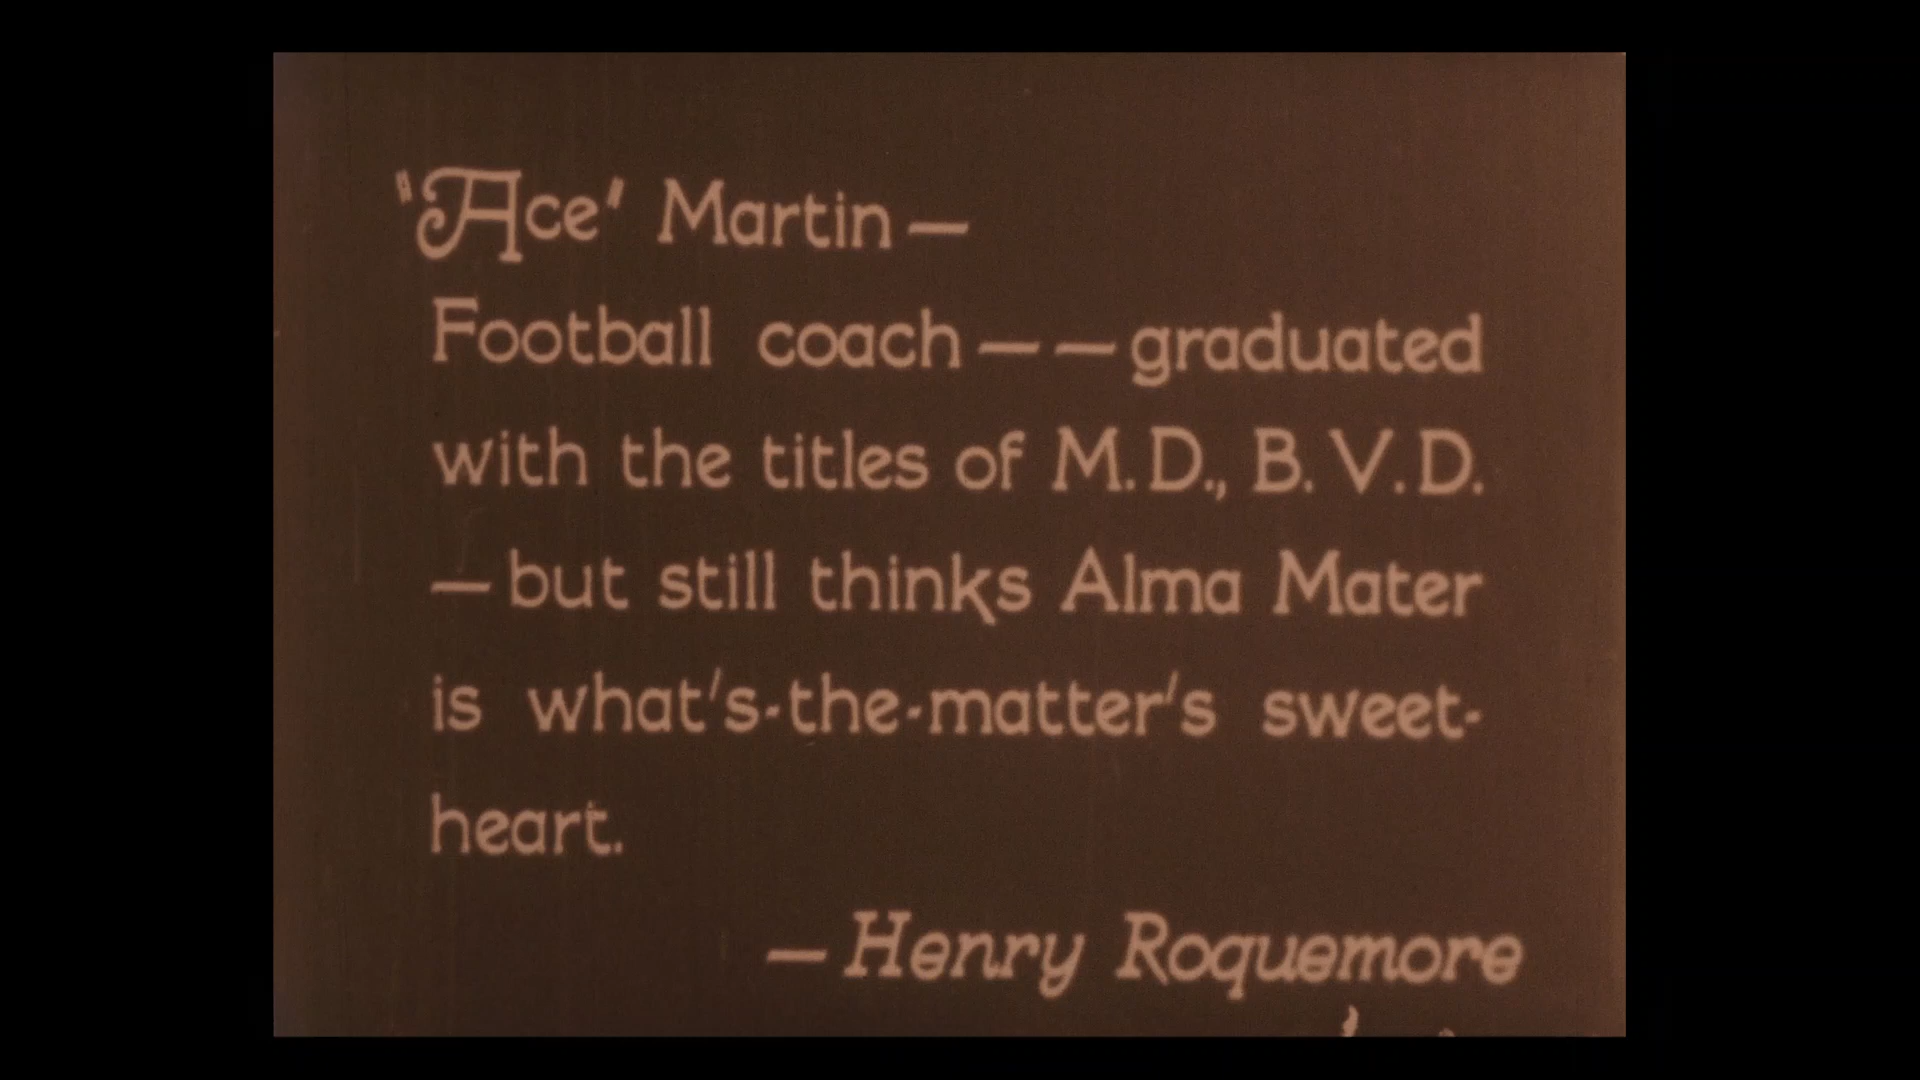 "Ace" Martin —
Football coach — — graduated
with the titles of M.D., B.V.D.
— but still thinks Alma Mater
is what's-the-matter's sweet-
heart.
— Henry Roquemore